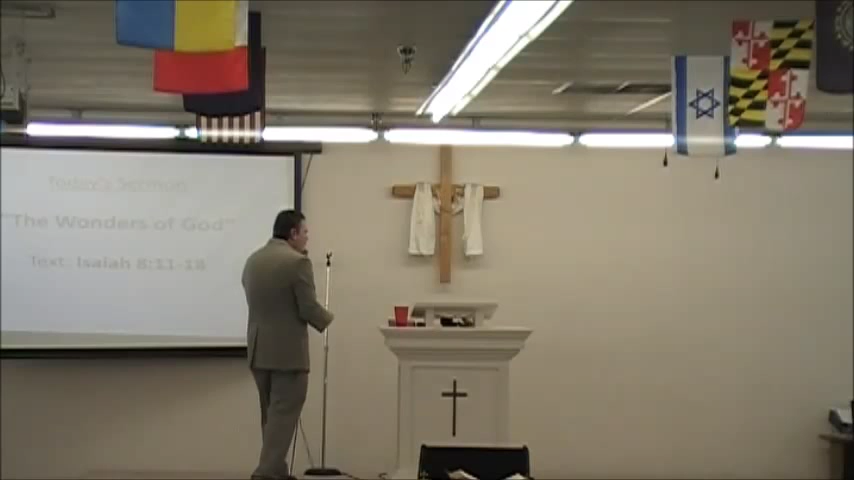 Today's Sermon
"The Wonders of God"
Text: Isaiah 8:11-18